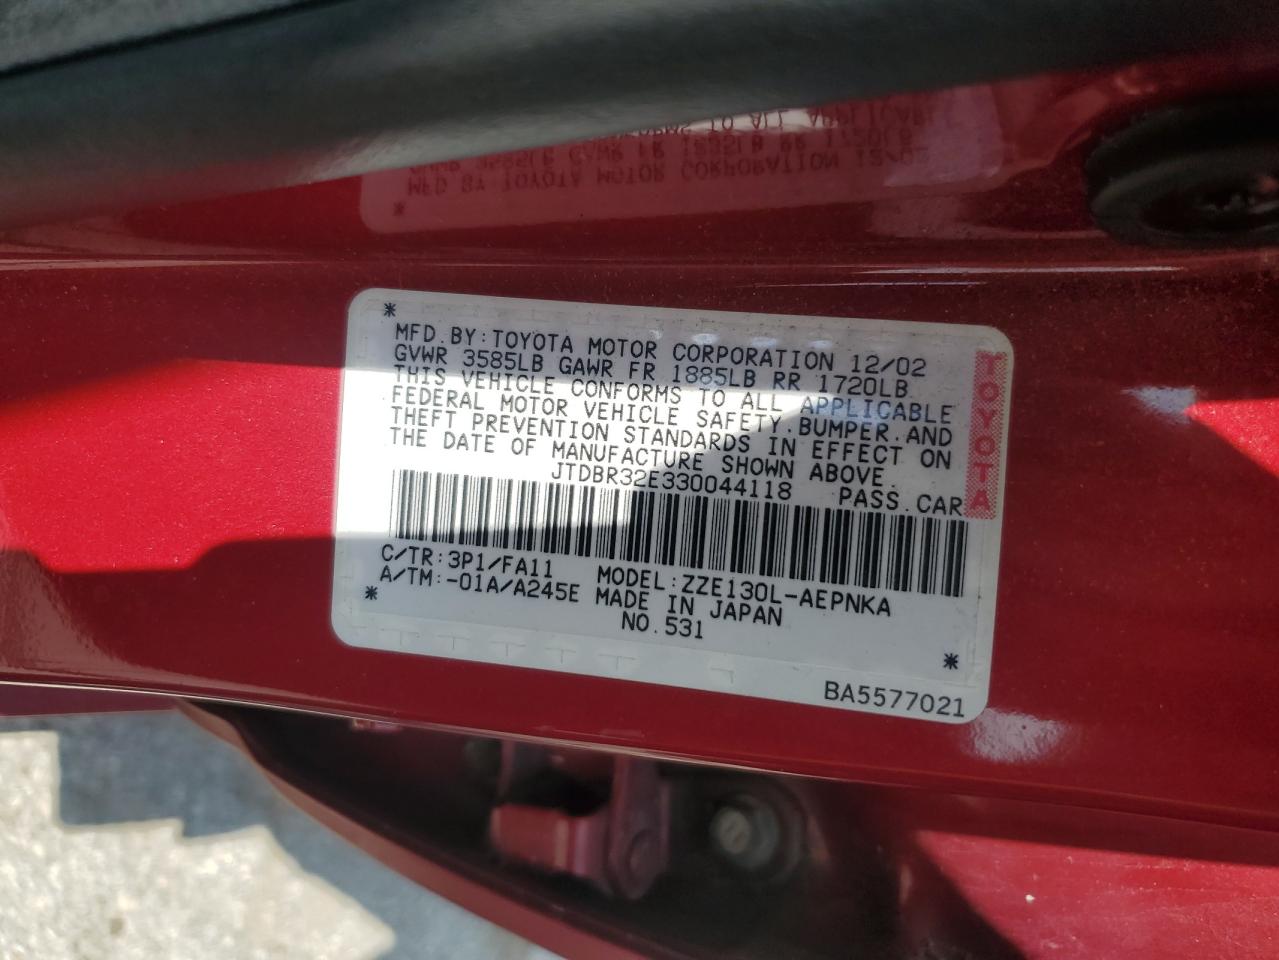 *
MFD.BY:TOYOTA MOTOR CORPORATION 12/02
GVWR 3585LB GAWR FR 1885LB RR 1720LB
THIS VEHICLE CONFORMS TO ALL APPLICABLE
FEDERAL MOTOR VEHICLE SAFETY.BUMPER.AND
THEFT PREVENTION STANDARDS IN EFFECT ON
THE DATE OF MANUFACTURE SHOWN ABOVE.
JTDBR32E330044118 PASS.CAR
TOYOTA
C/TR:3P1/FA11 MODEL:ZZE130L-AEPNKA
A/TM:-01A/A245E MADE IN JAPAN
* NO.531 *
BA5577021